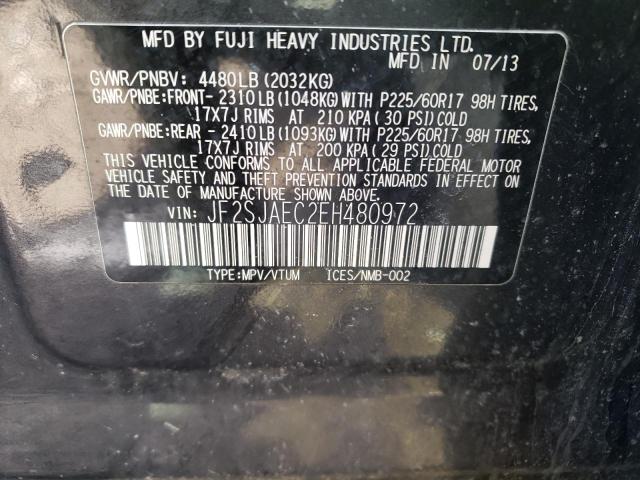 MFD BY FUJI HEAVY INDUSTRIES LTD.
MFD IN 07/13
GVWR/PNBV: 4480LB (2032KG)
GAWR/PNBE:FRONT- 2310LB (1048KG)WITH P225/60R17 98H TIRES,
17X7J RIMS AT 210 KPA ( 30 PSI)COLD
GAWR/PNBE:REAR - 2410LB (1093KG)WITH P225/60R17 98H TIRES,
17X7J RIMS AT 200 KPA ( 29 PSI)COLD
THIS VEHICLE CONFORMS TO ALL APPLICABLE FEDERAL MOTOR
VEHICLE SAFETY AND THEFT PREVENTION STANDARDS IN EFFECT
ON THE DATE OF MANUFACTURE SHOWN ABOVE.
VIN: JF2SJAEC2EH480972
TYPE:MPV/VTUM ICES/NMB-002